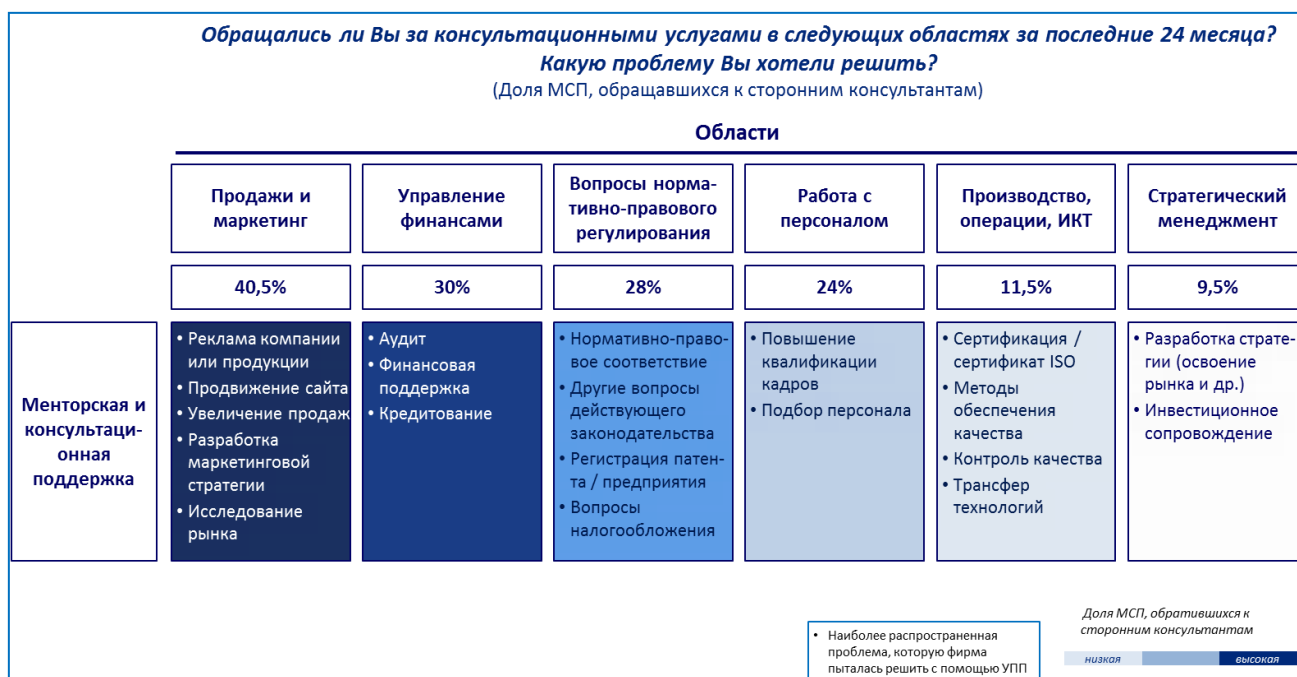 Обращались ли Вы за консультационными услугами в следующих областях за последние 24 месяца?
Какую проблему Вы хотели решить?
(Доля МСП, обращавшихся к сторонним консультантам)
Области
Продажи и
маркетинг
Управление
финансами
Вопросы норма-
тивно-правового
регулирования
Работа с
персоналом
Производство,
операции, ИКТ
Стратегический
менеджмент
40,5%
30%
28%
24%
11,5%
9,5%
Менторская и
консультаци-
онная
поддержка
• Реклама компании
или продукции
• Продвижение сайта
• Увеличение продаж
• Разработка
маркетинговой
стратегии
• Исследование
рынка
• Аудит
• Финансовая
поддержка
• Кредитование
• Нормативно-право-
вое соответствие
• Другие вопросы
действующего
законодательства
• Регистрация патен-
та / предприятия
• Вопросы
налогообложения
• Повышение
квалификации
кадров
• Подбор персонала
• Сертификация /
сертификат ISO
• Методы
обеспечения
качества
• Контроль качества
• Трансфер
технологий
• Разработка страте-
гии (освоение
рынка и др.)
• Инвестиционное
сопровождение
• Наиболее распространенная
проблема, которую фирма
пыталась решить с помощью УПП
Доля МСП, обратившихся к
сторонним консультантам
низкая
высокая